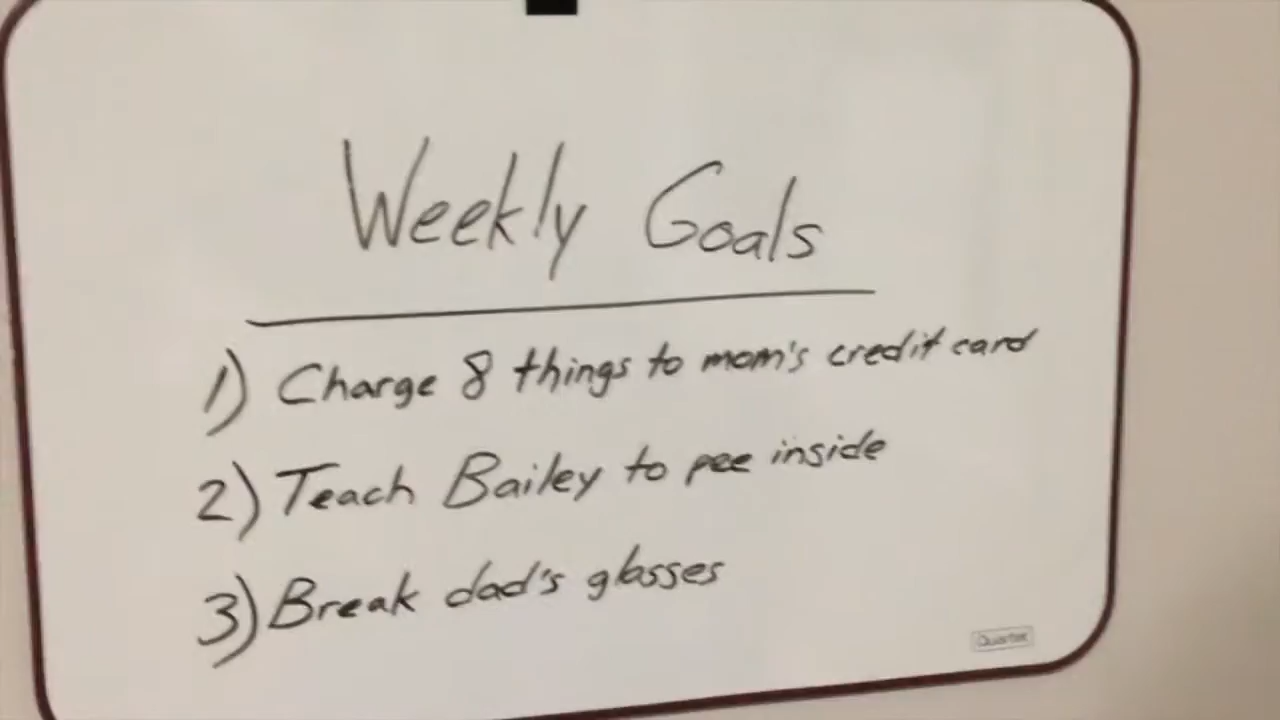 Weekly Goals
1) Charge 8 things to mom's credit card
2) Teach Bailey to pee inside
3) Break dad's glasses
Quartet